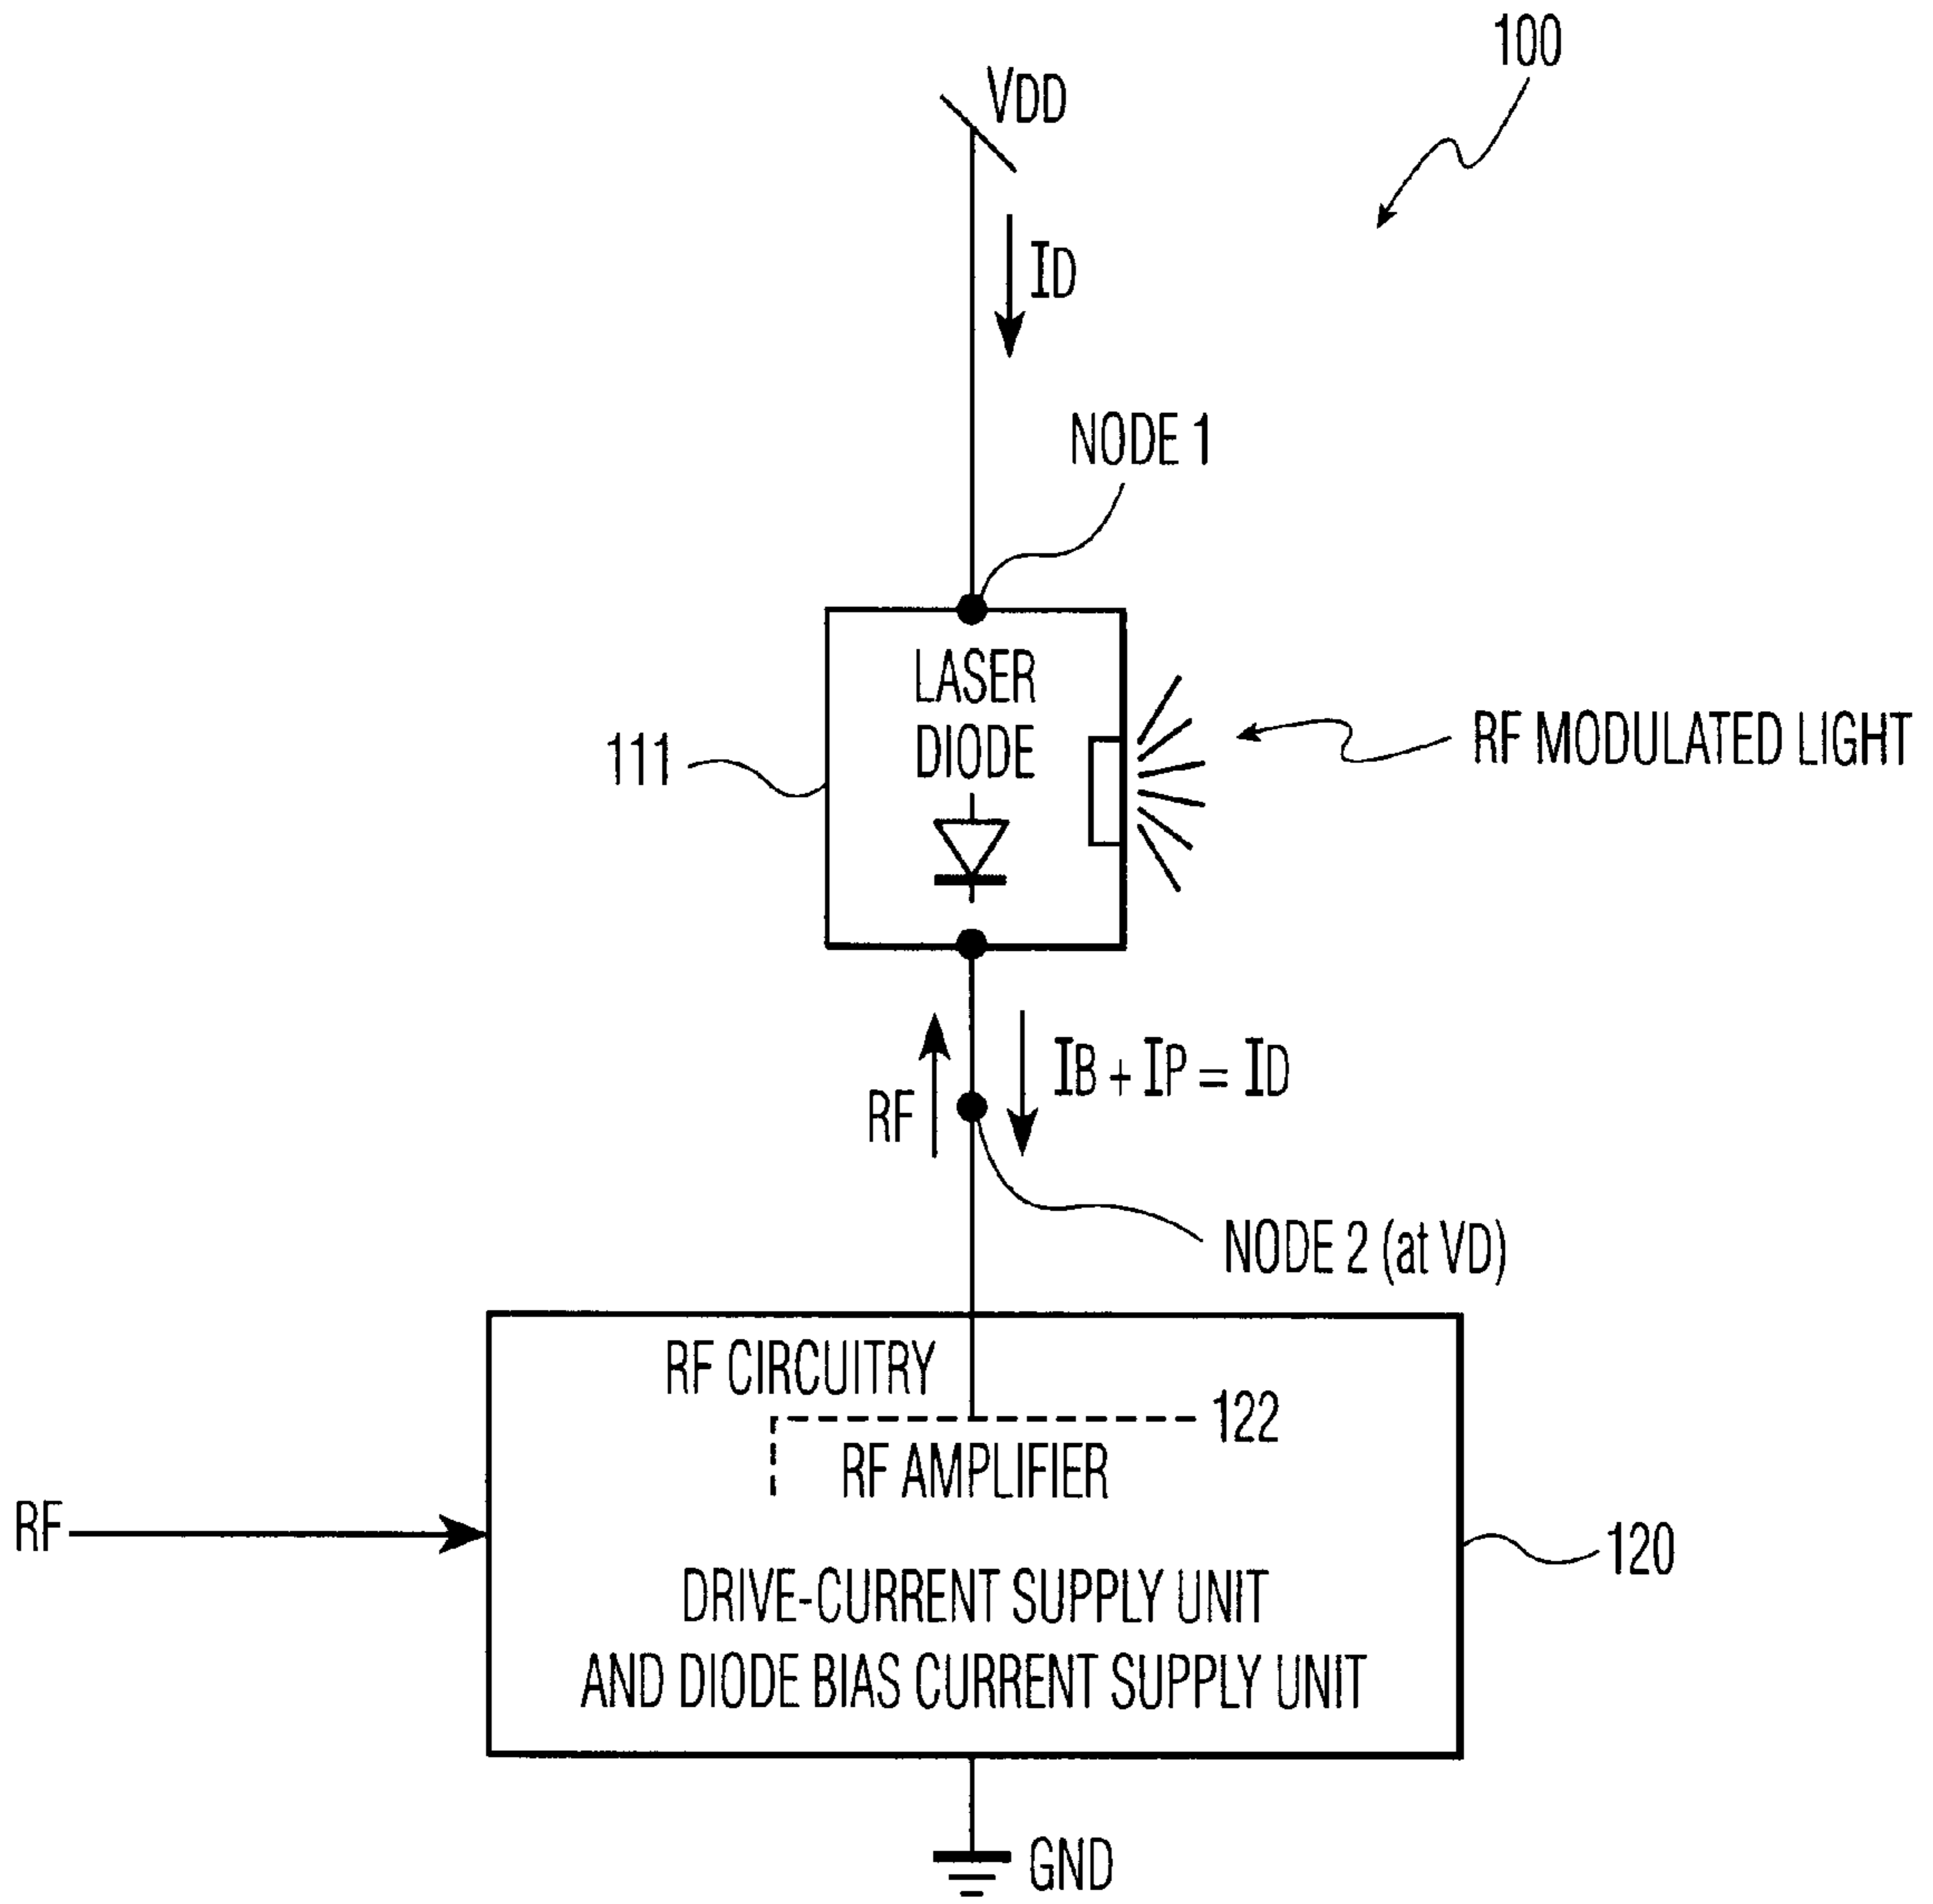 100
VDD
ID
NODE 1
LASER
DIODE
111
RF MODULATED LIGHT
IB + IP = ID
RF
NODE 2 (at VD)
RF CIRCUITRY
122
RF AMPLIFIER
RF
120
DRIVE-CURRENT SUPPLY UNIT
AND DIODE BIAS CURRENT SUPPLY UNIT
GND